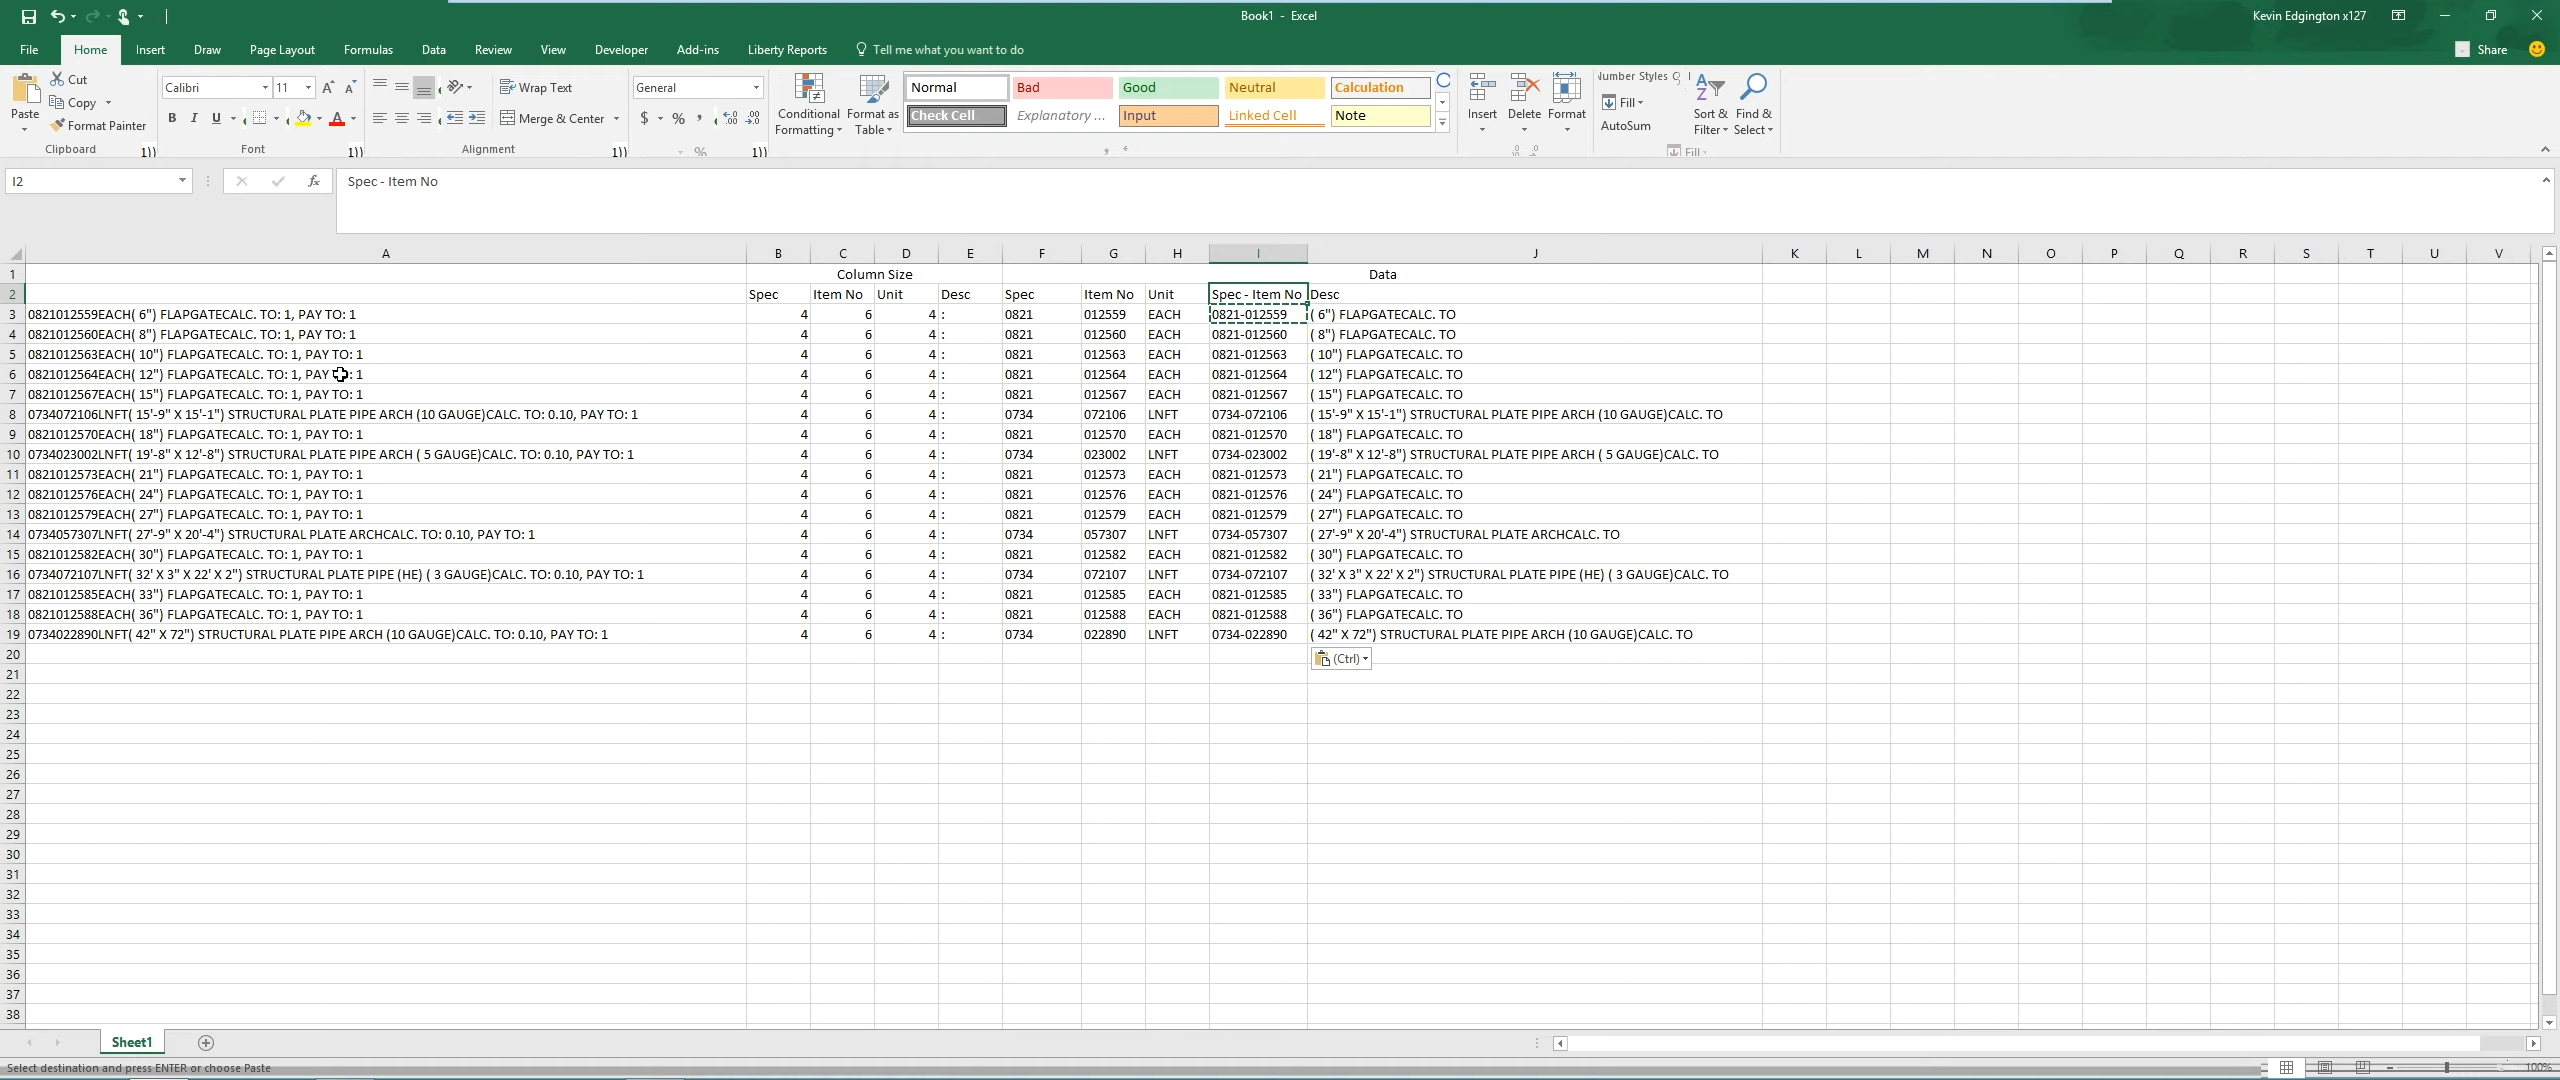 Book1 - Excel
Kevin Edgington x127
File Home Insert Draw Page Layout Formulas Data Review View Developer Add-ins Liberty Reports Tell me what you want to do Share
Paste Cut Copy Format Painter Clipboard
Calibri 11 B I U Font
Wrap Text Merge & Center Alignment
General $ % ,
Conditional Formatting Format as Table
Normal Bad Good Neutral Calculation
Check Cell Explanatory ... Input Linked Cell Note
Insert Delete Format
Number Styles
Fill
AutoSum
Sort & Filter Find & Select
Fill
I2 fx Spec - Item No
A B C D E F G H I J K L M N O P Q R S T U V
1 Column Size Data
2 Spec Item No Unit Desc Spec Item No Unit Spec - Item No Desc
3 0821012559EACH( 6") FLAPGATECALC. TO: 1, PAY TO: 1 4 6 4 : 0821 012559 EACH 0821-012559 ( 6") FLAPGATECALC. TO
4 0821012560EACH( 8") FLAPGATECALC. TO: 1, PAY TO: 1 4 6 4 : 0821 012560 EACH 0821-012560 ( 8") FLAPGATECALC. TO
5 0821012563EACH( 10") FLAPGATECALC. TO: 1, PAY TO: 1 4 6 4 : 0821 012563 EACH 0821-012563 ( 10") FLAPGATECALC. TO
6 0821012564EACH( 12") FLAPGATECALC. TO: 1, PAY TO: 1 4 6 4 : 0821 012564 EACH 0821-012564 ( 12") FLAPGATECALC. TO
7 0821012567EACH( 15") FLAPGATECALC. TO: 1, PAY TO: 1 4 6 4 : 0821 012567 EACH 0821-012567 ( 15") FLAPGATECALC. TO
8 0734072106LNFT( 15'-9" X 15'-1") STRUCTURAL PLATE PIPE ARCH (10 GAUGE)CALC. TO: 0.10, PAY TO: 1 4 6 4 : 0734 072106 LNFT 0734-072106 ( 15'-9" X 15'-1") STRUCTURAL PLATE PIPE ARCH (10 GAUGE)CALC. TO
9 0821012570EACH( 18") FLAPGATECALC. TO: 1, PAY TO: 1 4 6 4 : 0821 012570 EACH 0821-012570 ( 18") FLAPGATECALC. TO
10 0734023002LNFT( 19'-8" X 12'-8") STRUCTURAL PLATE PIPE ARCH ( 5 GAUGE)CALC. TO: 0.10, PAY TO: 1 4 6 4 : 0734 023002 LNFT 0734-023002 ( 19'-8" X 12'-8") STRUCTURAL PLATE PIPE ARCH ( 5 GAUGE)CALC. TO
11 0821012573EACH( 21") FLAPGATECALC. TO: 1, PAY TO: 1 4 6 4 : 0821 012573 EACH 0821-012573 ( 21") FLAPGATECALC. TO
12 0821012576EACH( 24") FLAPGATECALC. TO: 1, PAY TO: 1 4 6 4 : 0821 012576 EACH 0821-012576 ( 24") FLAPGATECALC. TO
13 0821012579EACH( 27") FLAPGATECALC. TO: 1, PAY TO: 1 4 6 4 : 0821 012579 EACH 0821-012579 ( 27") FLAPGATECALC. TO
14 0734057307LNFT( 27'-9" X 20'-4") STRUCTURAL PLATE ARCHCALC. TO: 0.10, PAY TO: 1 4 6 4 : 0734 057307 LNFT 0734-057307 ( 27'-9" X 20'-4") STRUCTURAL PLATE ARCHCALC. TO
15 0821012582EACH( 30") FLAPGATECALC. TO: 1, PAY TO: 1 4 6 4 : 0821 012582 EACH 0821-012582 ( 30") FLAPGATECALC. TO
16 0734072107LNFT( 32' X 3" X 22' X 2") STRUCTURAL PLATE PIPE (HE) ( 3 GAUGE)CALC. TO: 0.10, PAY TO: 1 4 6 4 : 0734 072107 LNFT 0734-072107 ( 32' X 3" X 22' X 2") STRUCTURAL PLATE PIPE (HE) ( 3 GAUGE)CALC. TO
17 0821012585EACH( 33") FLAPGATECALC. TO: 1, PAY TO: 1 4 6 4 : 0821 012585 EACH 0821-012585 ( 33") FLAPGATECALC. TO
18 0821012588EACH( 36") FLAPGATECALC. TO: 1, PAY TO: 1 4 6 4 : 0821 012588 EACH 0821-012588 ( 36") FLAPGATECALC. TO
19 0734022890LNFT( 42" X 72") STRUCTURAL PLATE PIPE ARCH (10 GAUGE)CALC. TO: 0.10, PAY TO: 1 4 6 4 : 0734 022890 LNFT 0734-022890 ( 42" X 72") STRUCTURAL PLATE PIPE ARCH (10 GAUGE)CALC. TO
20 (Ctrl)
21
22
23
24
25
26
27
28
29
30
31
32
33
34
35
36
37
38
Sheet1
Select destination and press ENTER or choose Paste 100%